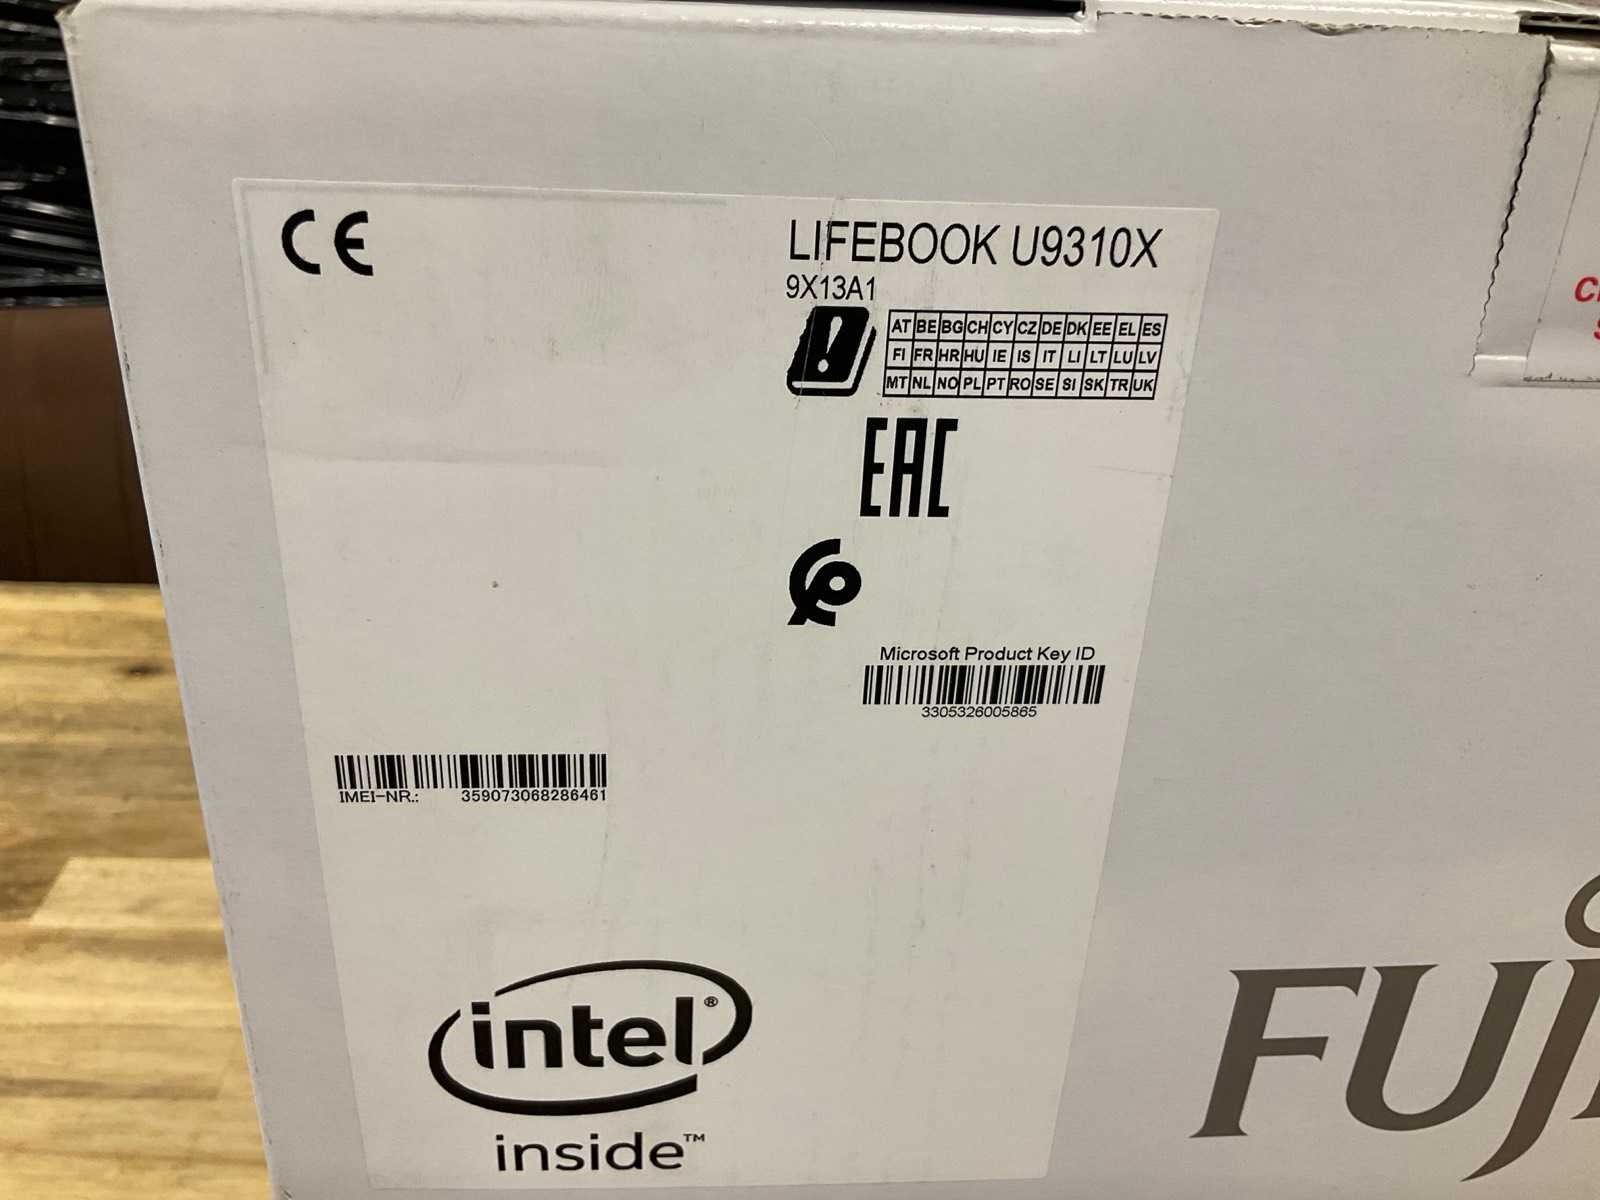 CE
LIFEBOOK U9310X
9X13A1
AT BE BG CH CY CZ DE DK EE EL ES
FI FR HR HU IE IS IT LI LT LU LV
MT NL NO PL PT RO SE SI SK TR UK
EAC
Microsoft Product Key ID
3305326005865
IMEI-NR.: 359073068286461
intel®
inside™
FUJ